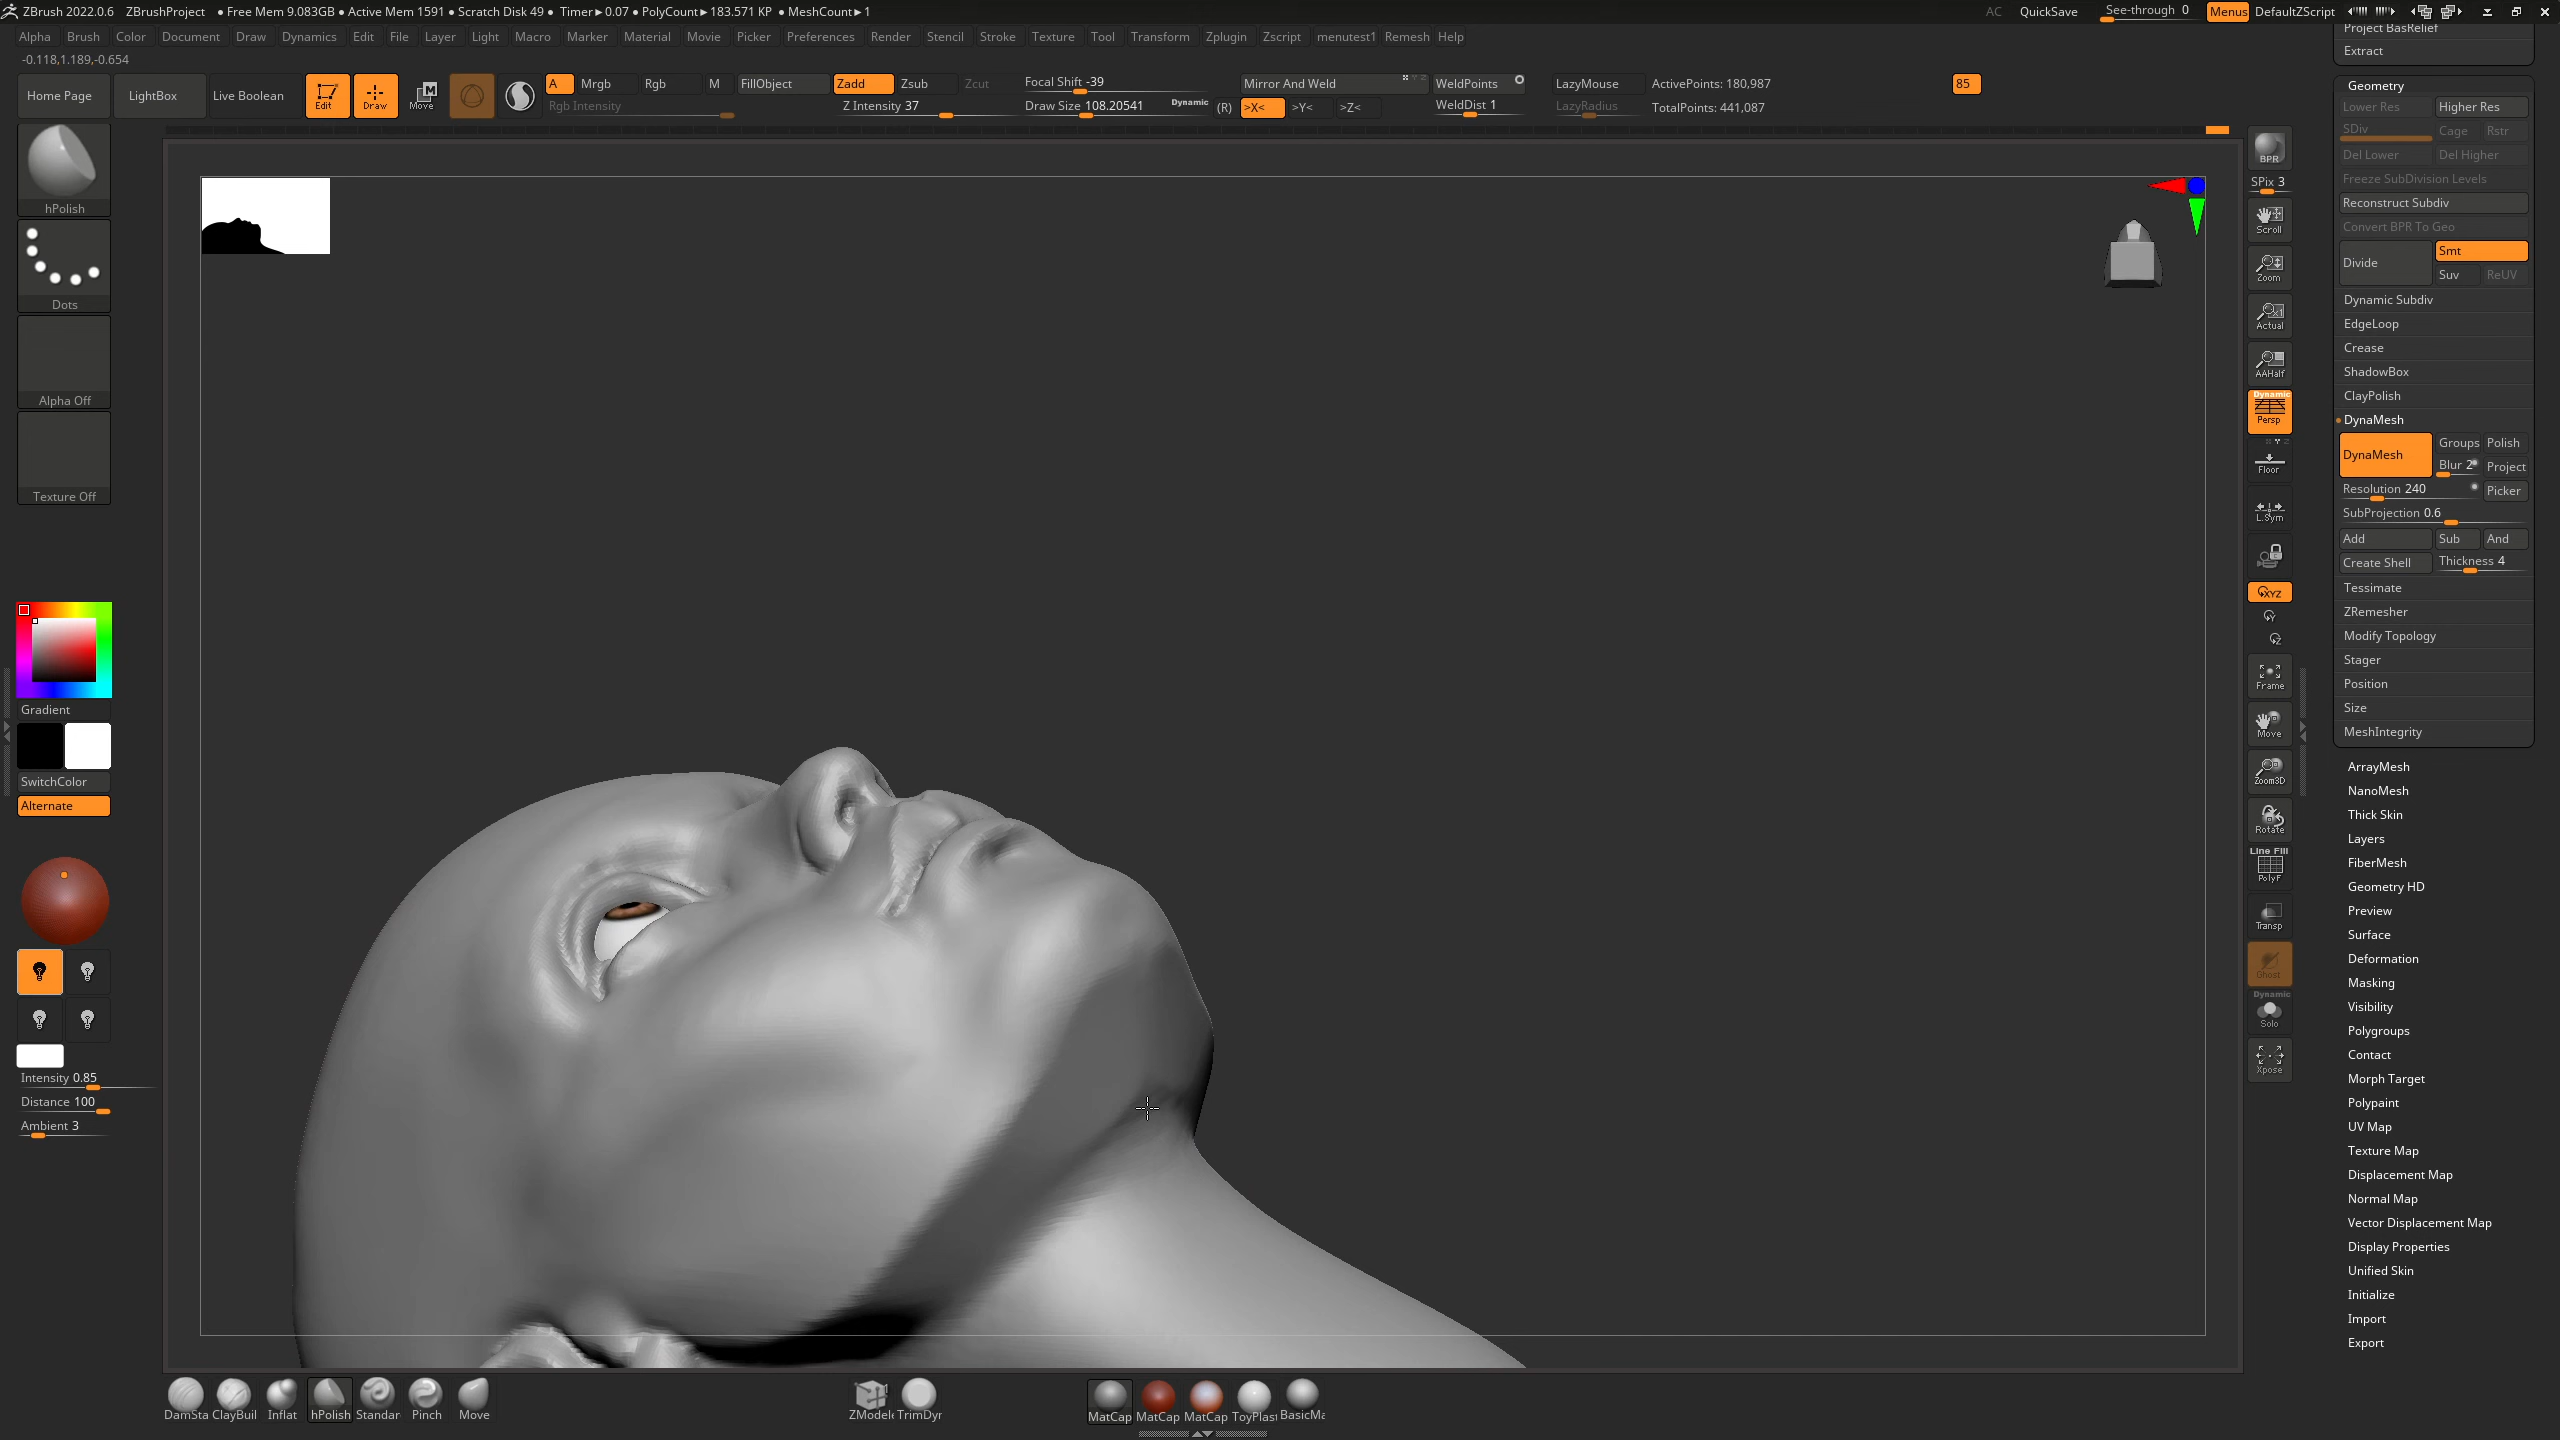 ZBrush 2022.0.6 ZBrushProject ● Free Mem 9.083GB ● Active Mem 1591 ● Scratch Disk 49 ● Timer►0.07 ● PolyCount►183.571 KP ● MeshCount►1 AC QuickSave See-through 0 Menus DefaultZScript
Alpha Brush Color Document Draw Dynamics Edit File Layer Light Macro Marker Material Movie Picker Preferences Render Stencil Stroke Texture Tool Transform Zplugin Zscript menutest1 Remesh Help
-0.118,1.189,-0.654
Home Page LightBox Live Boolean Edit Draw Move
A Mrgb Rgb M FillObject Zadd Zsub Zcut Focal Shift -39 Mirror And Weld WeldPoints LazyMouse ActivePoints: 180,987 85
Rgb Intensity Z Intensity 37 Draw Size 108.20541 Dynamic (R) >X< >Y< >Z< WeldDist 1 LazyRadius TotalPoints: 441,087
hPolish
Dots
Alpha Off
Texture Off
Gradient
SwitchColor
Alternate
Intensity 0.85
Distance 100
Ambient 3
BPR
SPix 3
Scroll
Zoom
Actual
AAHalf
Dynamic
Persp
Floor
L.Sym
XYZ
Y
Z
Frame
Move
Zoom3D
Rotate
Line Fill
PolyF
Transp
Ghost
Dynamic
Solo
Xpose
Project BasRelief
Extract
Geometry
Lower Res Higher Res
SDiv Cage Rstr
Del Lower Del Higher
Freeze SubDivision Levels
Reconstruct Subdiv
Convert BPR To Geo
Divide Smt
Suv ReUV
Dynamic Subdiv
EdgeLoop
Crease
ShadowBox
ClayPolish
DynaMesh
DynaMesh Groups Polish
Blur 2 Project
Resolution 240 Picker
SubProjection 0.6
Add Sub And
Create Shell Thickness 4
Tessimate
ZRemesher
Modify Topology
Stager
Position
Size
MeshIntegrity
ArrayMesh
NanoMesh
Thick Skin
Layers
FiberMesh
Geometry HD
Preview
Surface
Deformation
Masking
Visibility
Polygroups
Contact
Morph Target
Polypaint
UV Map
Texture Map
Displacement Map
Normal Map
Vector Displacement Map
Display Properties
Unified Skin
Initialize
Import
Export
DamSta ClayBuil Inflat hPolish Standar Pinch Move ZModele TrimDyr MatCap MatCap MatCap ToyPlas BasicMa